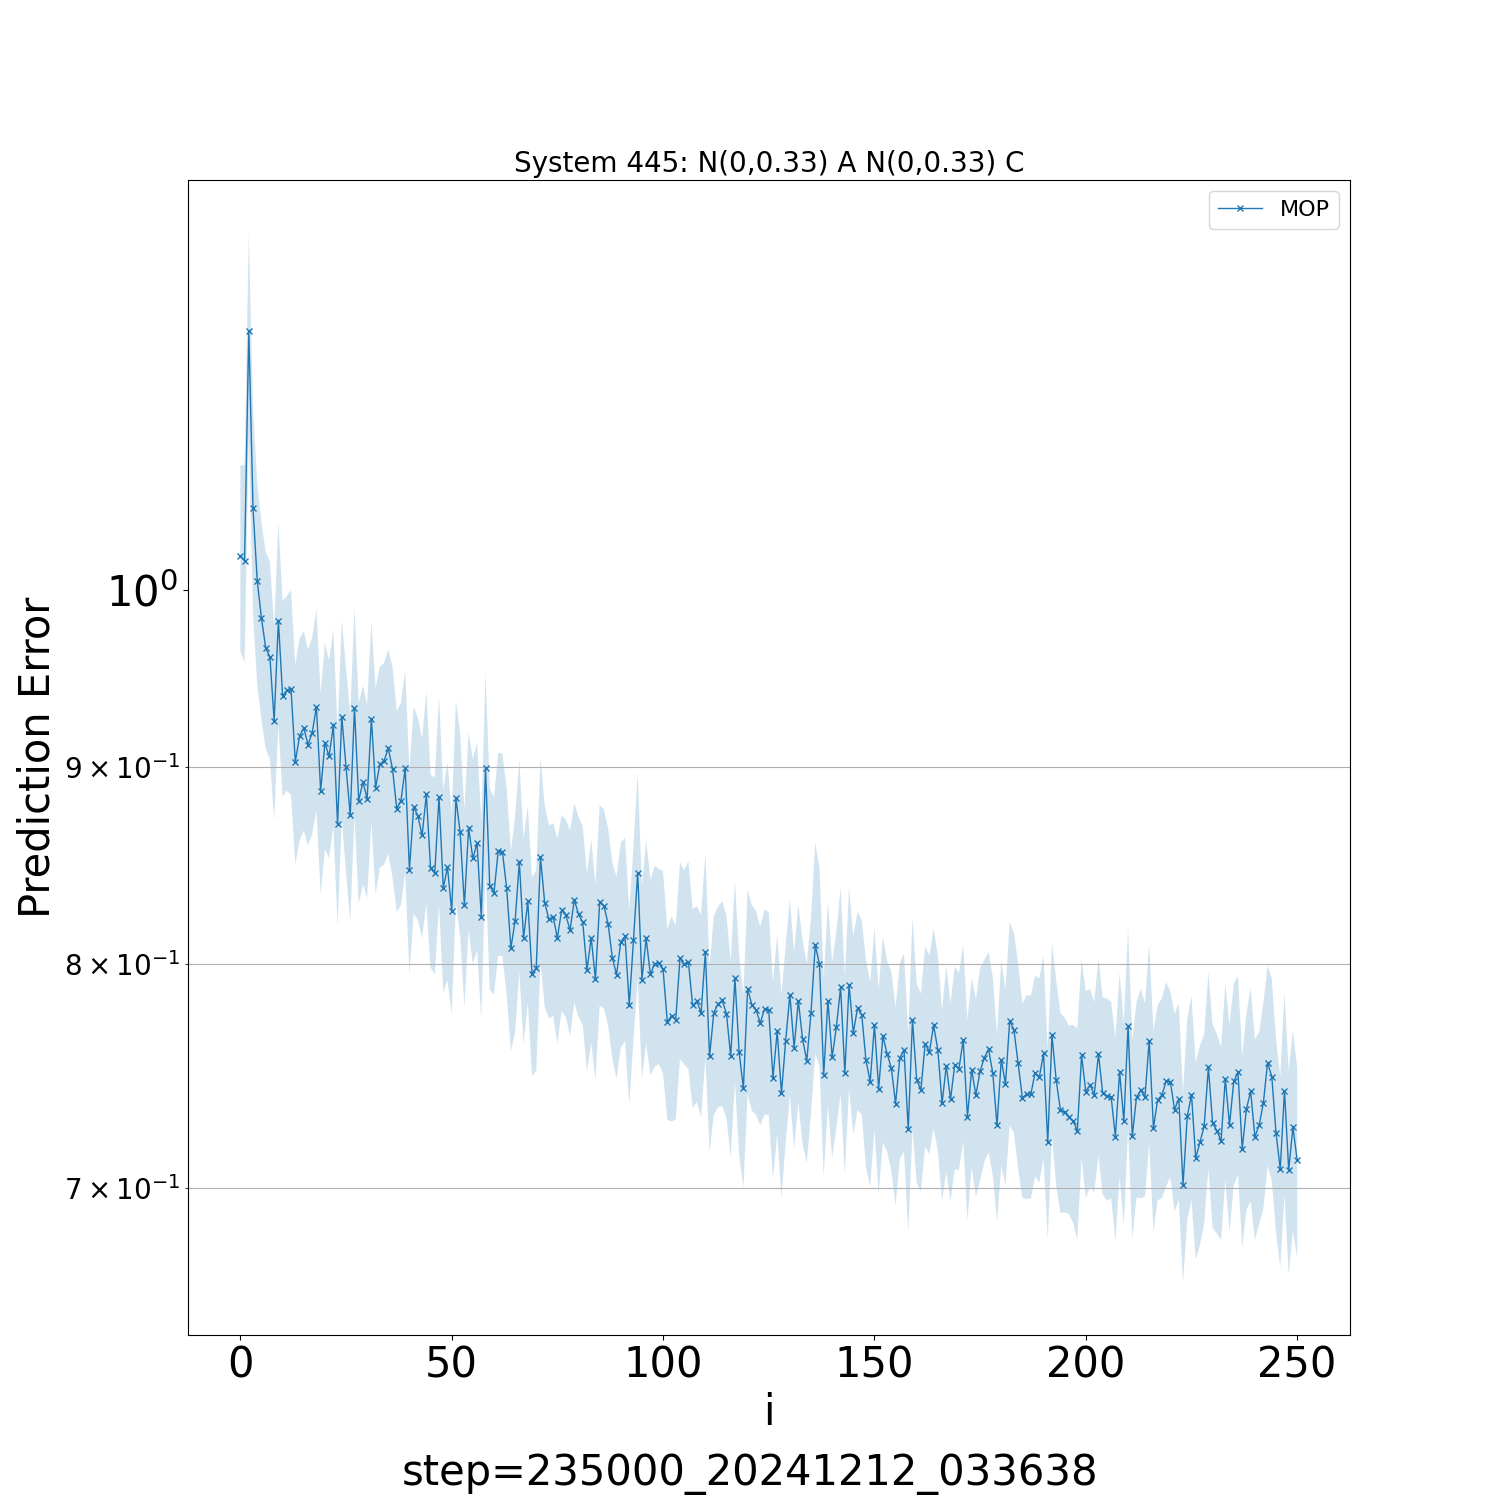 System 445: N(0,0.33) A N(0,0.33) C
MOP
Prediction Error
10⁰
9 × 10⁻¹
8 × 10⁻¹
7 × 10⁻¹
0 50 100 150 200 250
i
step=235000_20241212_033638